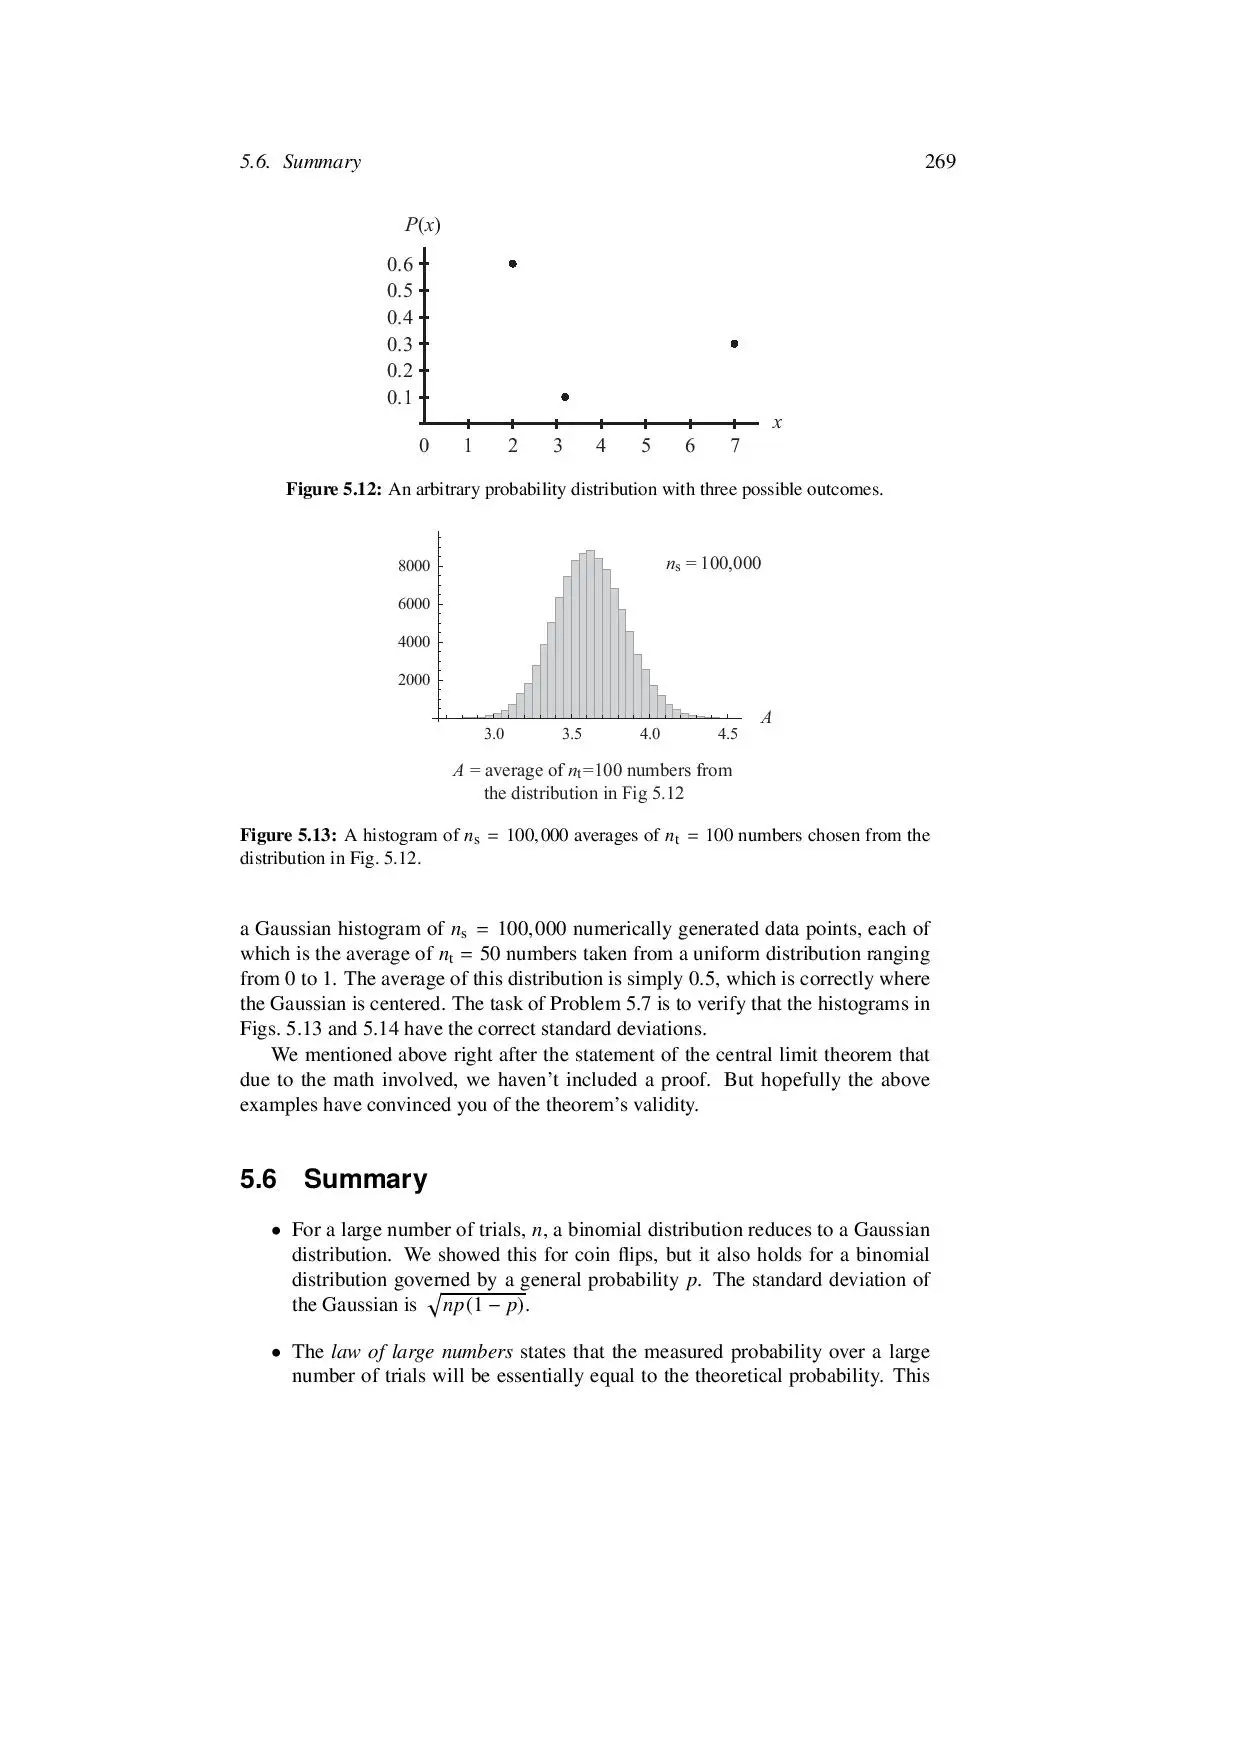 5.6. Summary 269
P(x)
0.6
0.5
0.4
0.3
0.2
0.1
x
0 1 2 3 4 5 6 7
Figure 5.12: An arbitrary probability distribution with three possible outcomes.
8000
6000
4000
2000
nₛ = 100,000
A
3.0 3.5 4.0 4.5
A = average of nₜ=100 numbers from
the distribution in Fig 5.12
Figure 5.13: A histogram of nₛ = 100,000 averages of nₜ = 100 numbers chosen from the
distribution in Fig. 5.12.
a Gaussian histogram of nₛ = 100,000 numerically generated data points, each of
which is the average of nₜ = 50 numbers taken from a uniform distribution ranging
from 0 to 1. The average of this distribution is simply 0.5, which is correctly where
the Gaussian is centered. The task of Problem 5.7 is to verify that the histograms in
Figs. 5.13 and 5.14 have the correct standard deviations.
We mentioned above right after the statement of the central limit theorem that
due to the math involved, we haven't included a proof. But hopefully the above
examples have convinced you of the theorem's validity.
5.6 Summary
• For a large number of trials, n, a binomial distribution reduces to a Gaussian
distribution. We showed this for coin flips, but it also holds for a binomial
distribution governed by a general probability p. The standard deviation of
the Gaussian is √np(1 − p).
• The law of large numbers states that the measured probability over a large
number of trials will be essentially equal to the theoretical probability. This